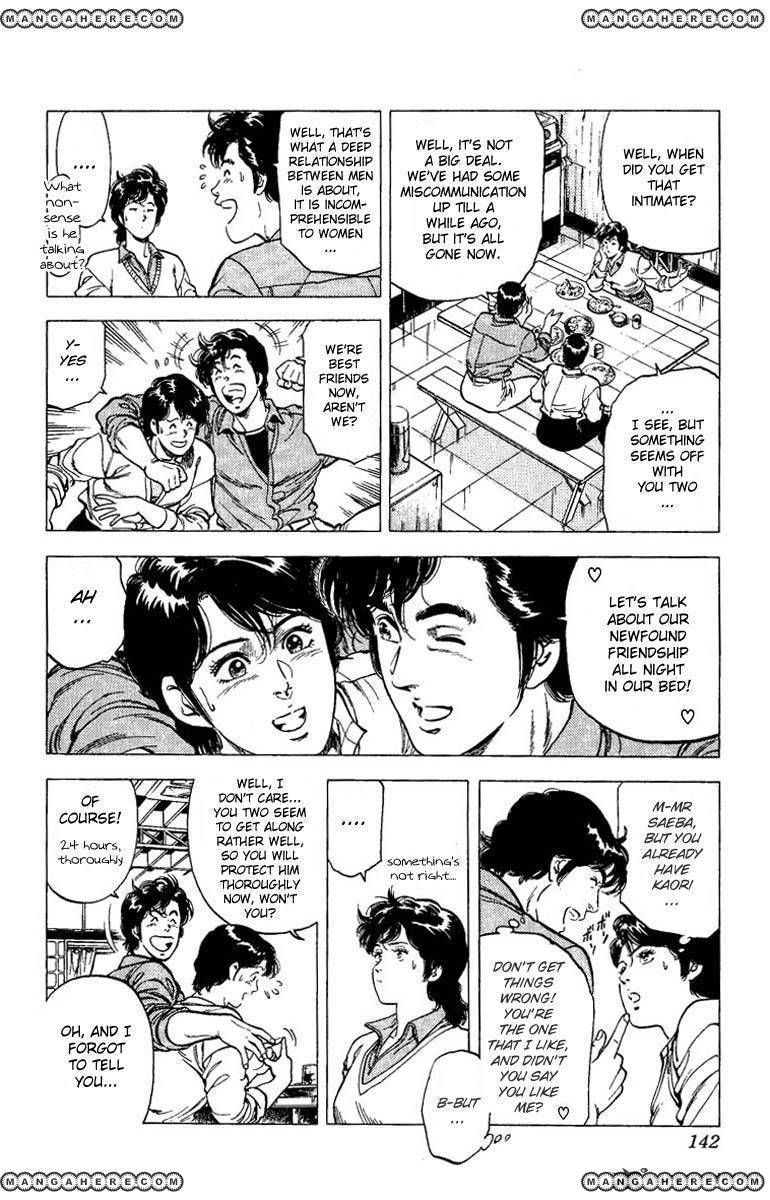 MANGAHERE.COM
MANGAHERE.COM
WELL, WHEN
DID YOU GET
THAT
INTIMATE?
WELL, IT'S NOT
A BIG DEAL.
WE'VE HAD SOME
MISCOMMUNICATION
UP TILL A
WHILE AGO,
BUT IT'S ALL
GONE NOW.
...
I SEE, BUT
SOMETHING
SEEMS OFF
WITH
YOU TWO
...
WELL, THAT'S
WHAT A DEEP
RELATIONSHIP
BETWEEN MEN
IS ABOUT,
IT IS INCOM-
PREHENSIBLE
TO WOMEN
...
....
What
non-
sense
is he
talking
about?
WE'RE
BEST
FRIENDS
NOW,
AREN'T
WE?
Y-
YES
...
♡
LET'S TALK
ABOUT OUR
NEWFOUND
FRIENDSHIP
ALL NIGHT
IN OUR BED!
♡
AH
...
M-MR
SAEBA,
BUT YOU
ALREADY
HAVE
KAORI
...
DON'T GET
THINGS
WRONG!
YOU'RE
THE ONE
THAT I LIKE,
AND DIDN'T
YOU SAY
YOU LIKE
ME?
♡
B-BUT
...
....
something's
not right....
WELL, I
DON'T CARE...
YOU TWO SEEM
TO GET ALONG
RATHER WELL,
SO YOU WILL
PROTECT HIM
THOROUGHLY
NOW, WON'T
YOU?
OF
COURSE!
24 hours,
thoroughly
OH, AND I
FORGOT
TO TELL
YOU...
142
MANGAHERE.COM
MANGAHERE.COM